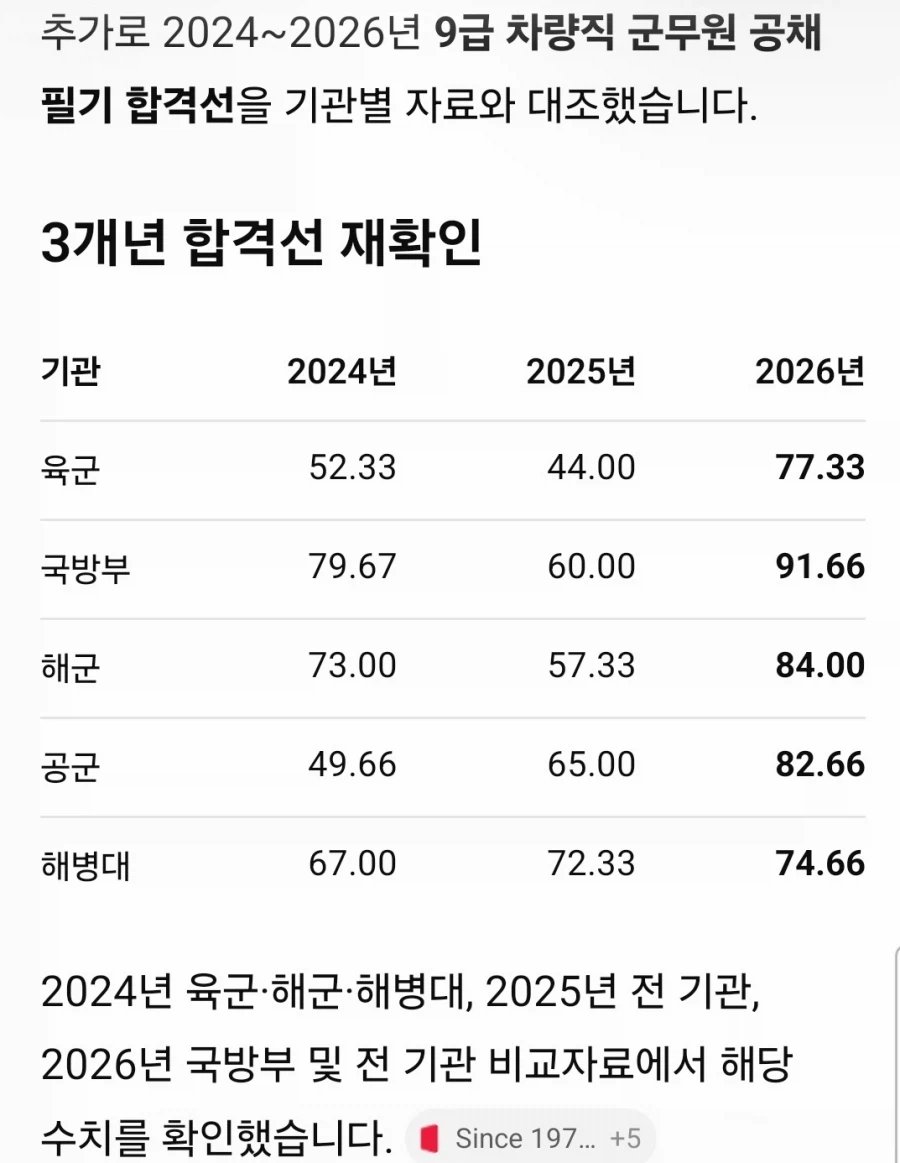 추가로 2024~2026년 9급 차량직 군무원 공채
필기 합격선을 기관별 자료와 대조했습니다.
3개년 합격선 재확인
기관 2024년 2025년 2026년
육군 52.33 44.00 77.33
국방부 79.67 60.00 91.66
해군 73.00 57.33 84.00
공군 49.66 65.00 82.66
해병대 67.00 72.33 74.66
2024년 육군·해군·해병대, 2025년 전 기관,
2026년 국방부 및 전 기관 비교자료에서 해당
수치를 확인했습니다. Since 197... +5